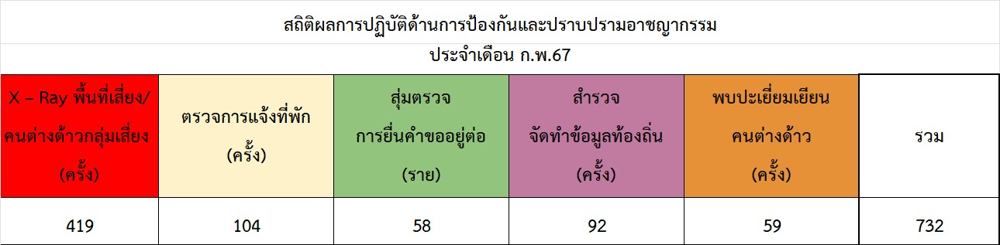 สถิติผลการปฏิบัติด้านการป้องกันและปราบปรามอาชญากรรม
ประจำเดือน ก.พ.67
X – Ray พื้นที่เสี่ยง/
คนต่างด้าวกลุ่มเสี่ยง
(ครั้ง)
ตรวจการแจ้งที่พัก
(ครั้ง)
สุ่มตรวจ
การยื่นคำขออยู่ต่อ
(ราย)
สำรวจ
จัดทำข้อมูลท้องถิ่น
(ครั้ง)
พบปะเยี่ยมเยียน
คนต่างด้าว
(ครั้ง)
รวม
419 104 58 92 59 732